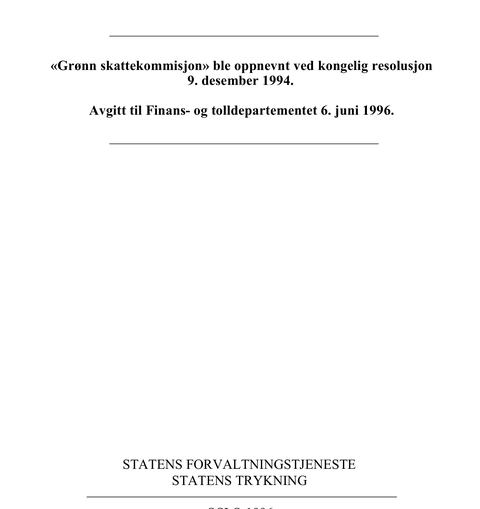 «Grønn skattekommisjon» ble oppnevnt ved kongelig resolusjon
9. desember 1994.
Avgitt til Finans- og tolldepartementet 6. juni 1996.
STATENS FORVALTNINGSTJENESTE
STATENS TRYKNING